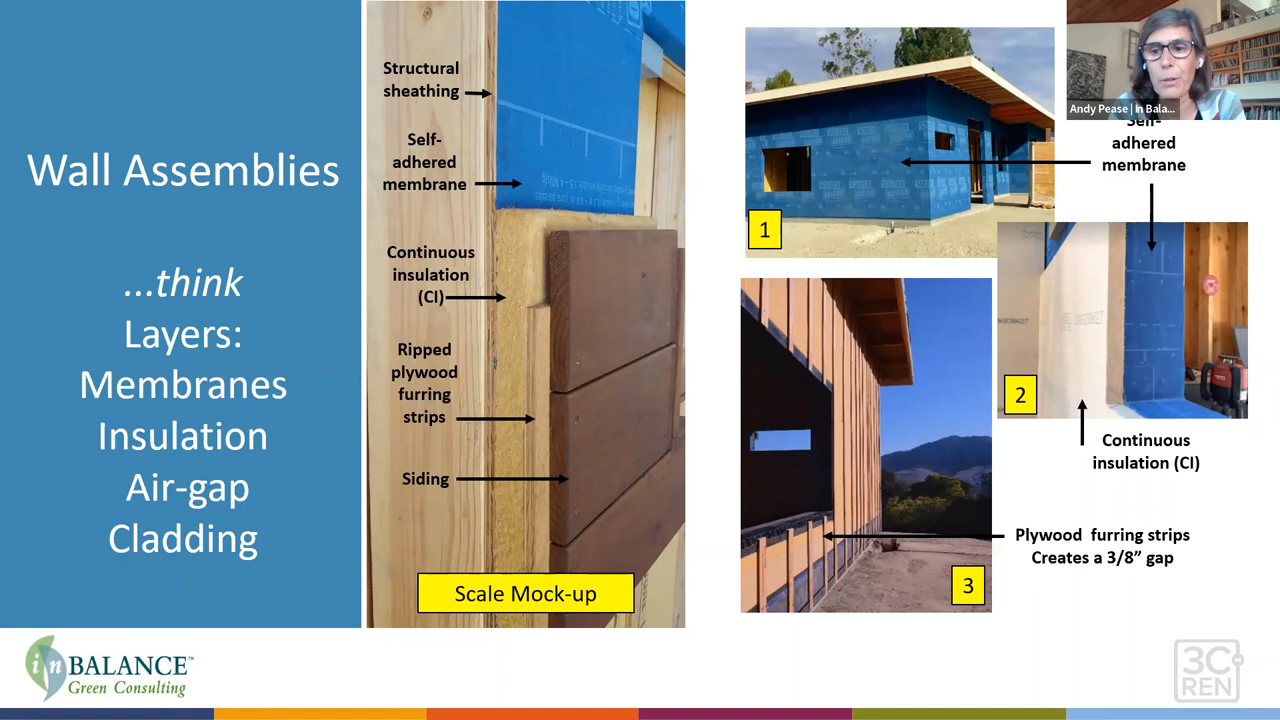 Wall Assemblies
...think
Layers:
Membranes
Insulation
Air-gap
Cladding
Structural
sheathing
Self-
adhered
membrane
Continuous
insulation
(CI)
Ripped
plywood
furring
strips
Siding
Scale Mock-up
1
Andy Pease | In Bala...
Self-
adhered
membrane
2
Continuous
insulation (CI)
Plywood furring strips
Creates a 3/8” gap
3
in BALANCE™
Green Consulting
3C
REN